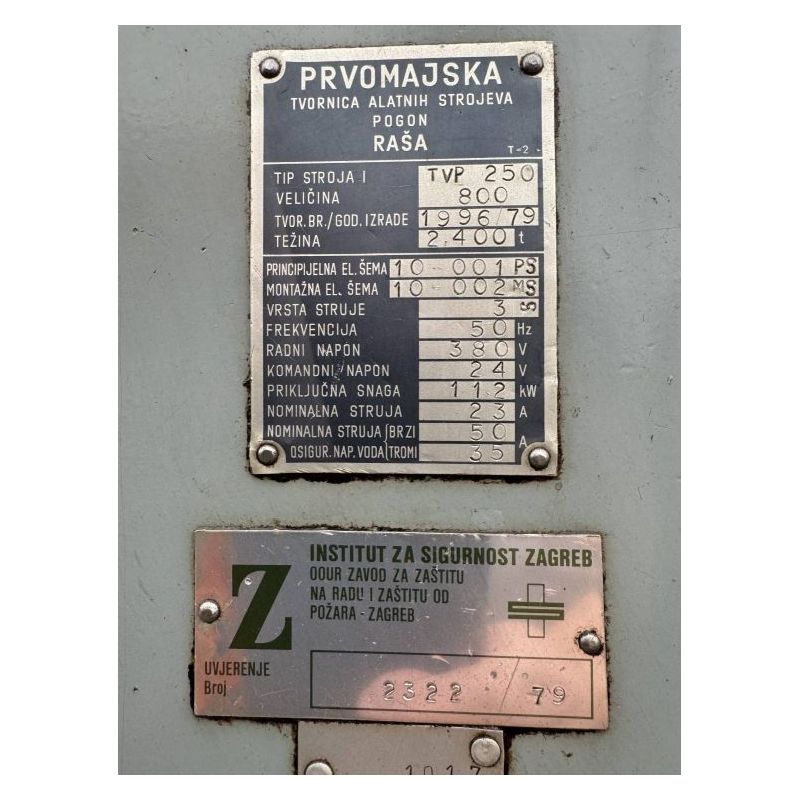 PRVOMAJSKA
TVORNICA ALATNIH STROJEVA
POGON
RAŠA
T-2
TIP STROJA I TVP 250
VELIČINA 800
TVOR.BR./GOD.IZRADE 1996/79
TEŽINA 2.400 t
PRINCIPIJELNA EL.ŠEMA 10-001 PS
MONTAŽNA EL. ŠEMA 10-002 MS
VRSTA STRUJE 3
FREKVENCIJA 50 Hz
RADNI NAPON 380 V
KOMANDNI NAPON 24 V
PRIKLJUČNA SNAGA 112 kW
NOMINALNA STRUJA 23 A
NOMINALNA STRUJA BRZI 50 A
OSIGUR. NAP. VODA TROMI 35
Z
INSTITUT ZA SIGURNOST ZAGREB
OOUR ZAVOD ZA ZAŠTITU
NA RADU I ZAŠTITU OD
POŽARA - ZAGREB
UVJERENJE
Broj 2322/79
1017